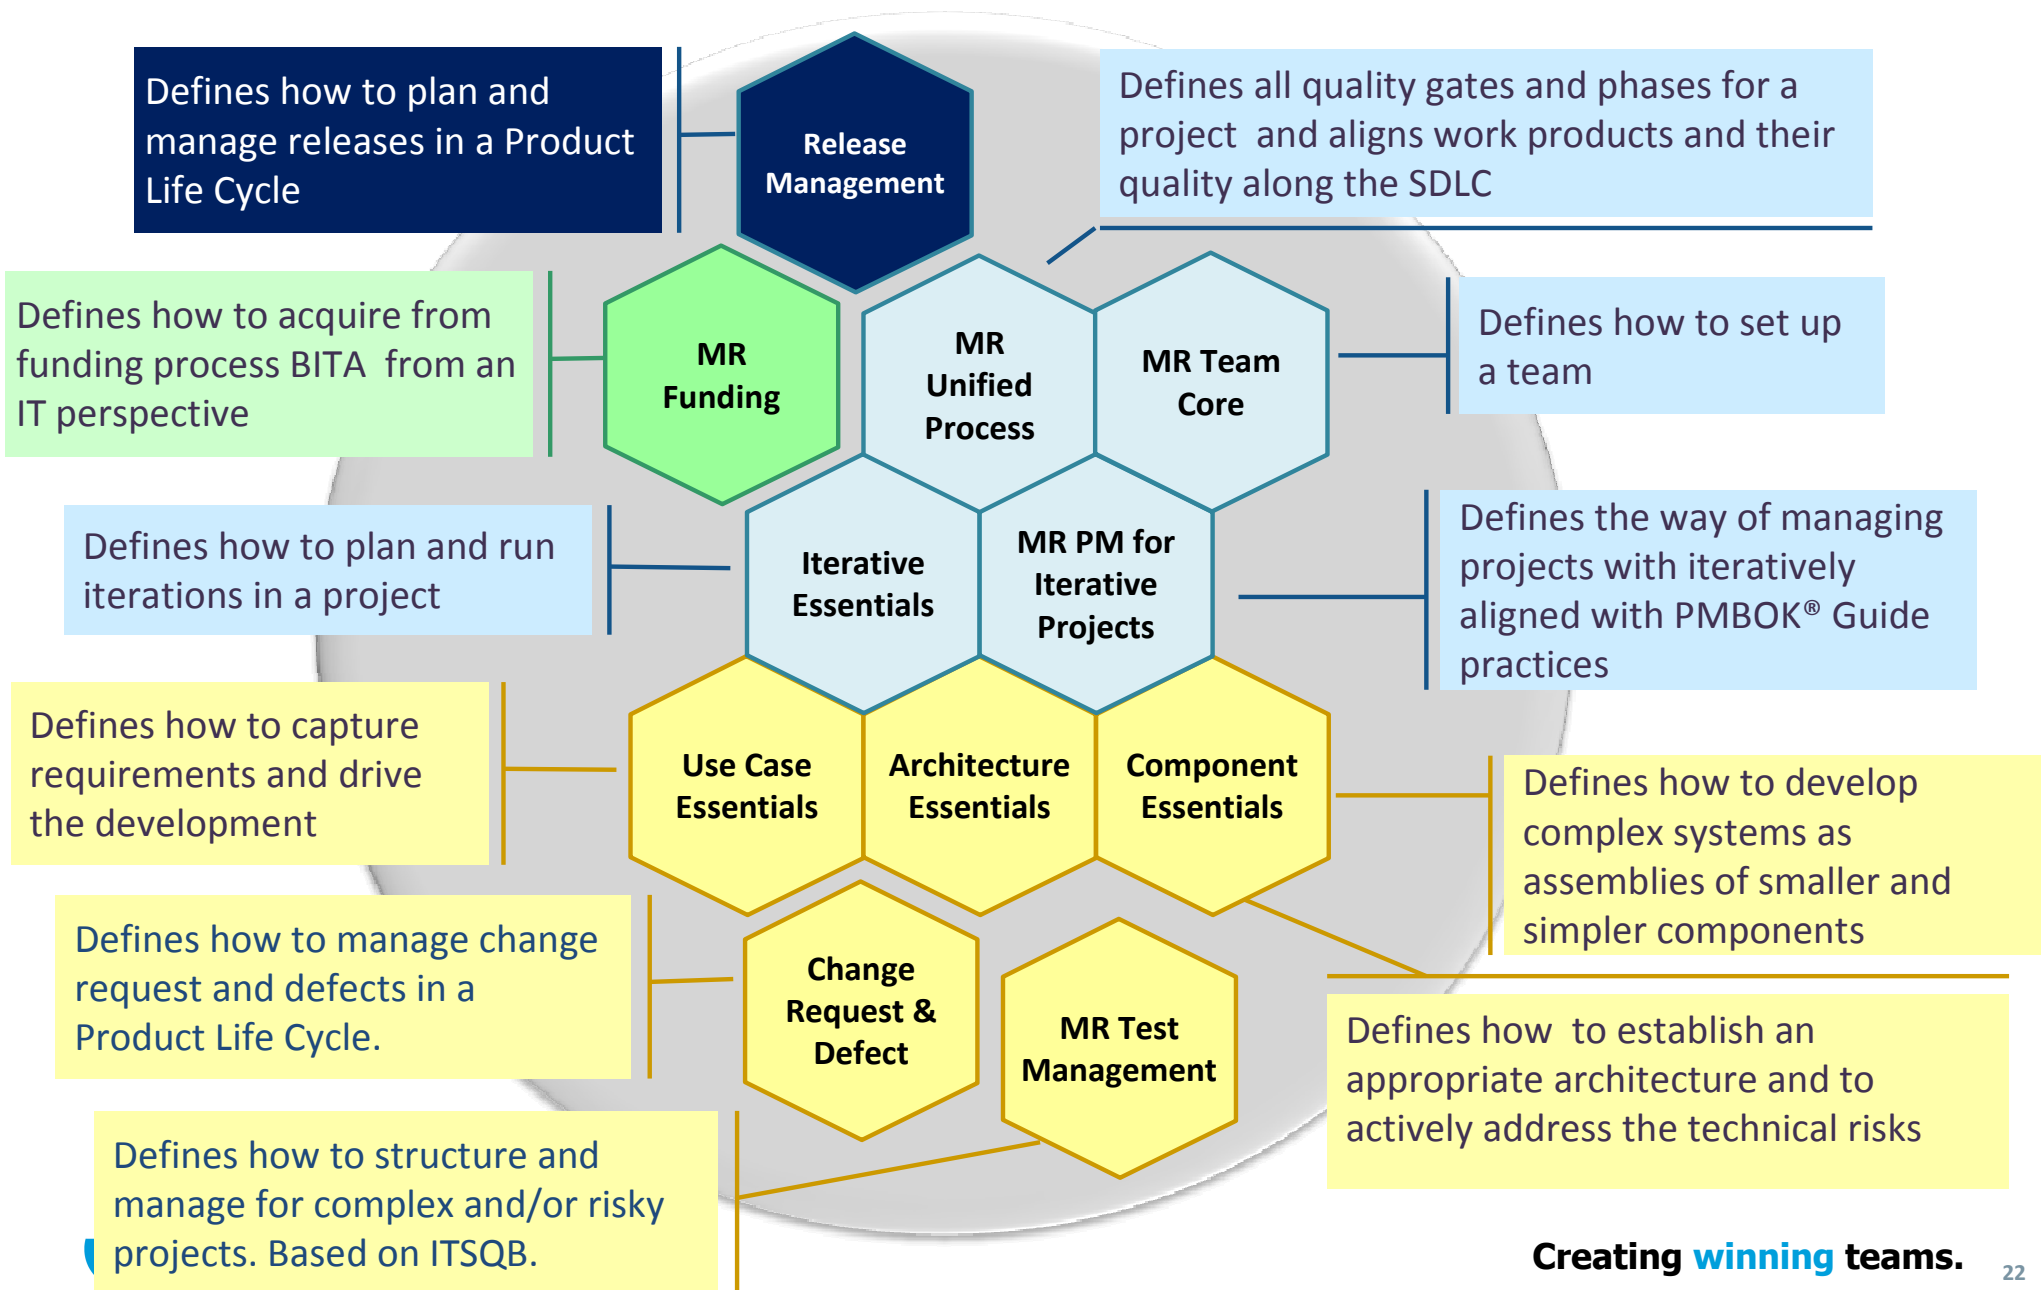 Defines how to plan and
manage releases in a Product
Life Cycle
Release
Management
Defines all quality gates and phases for a
project and aligns work products and their
quality along the SDLC
Defines how to acquire from
funding process BITA from an
IT perspective
MR
Funding
MR
Unified
Process
MR Team
Core
Defines how to set up
a team
Defines how to plan and run
iterations in a project
Iterative
Essentials
MR PM for
Iterative
Projects
Defines the way of managing
projects with iteratively
aligned with PMBOK® Guide
practices
Defines how to capture
requirements and drive
the development
Use Case
Essentials
Architecture
Essentials
Component
Essentials
Defines how to develop
complex systems as
assemblies of smaller and
simpler components
Defines how to manage change
request and defects in a
Product Life Cycle.
Change
Request &
Defect
MR Test
Management
Defines how to establish an
appropriate architecture and to
actively address the technical risks
Defines how to structure and
manage for complex and/or risky
projects. Based on ITSQB.
Creating winning teams.
22